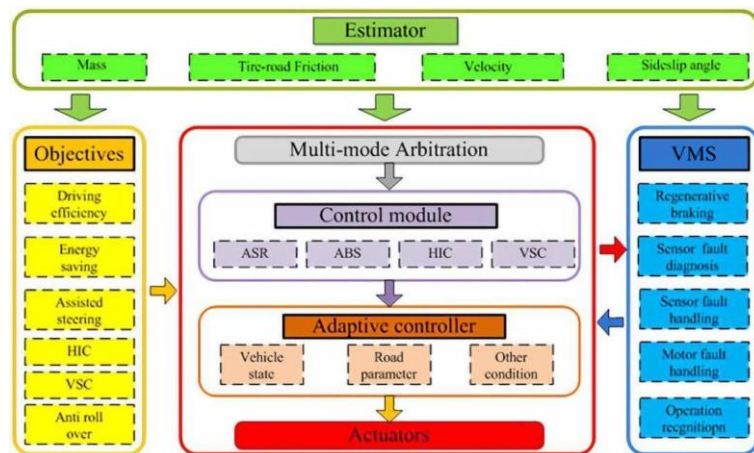 Estimator
Mass
Tire-road Friction
Velocity
Sideslip angle
Objectives
Driving
efficiency
Energy
saving
Assisted
steering
HIC
VSC
Anti roll
over
Multi-mode Arbitration
Control module
ASR
ABS
HIC
VSC
Adaptive controller
Vehicle
state
Road
parameter
Other
condition
Actuators
VMS
Regenerative
braking
Sensor fault
diagnosis
Sensor fault
handling
Motor fault
handling
Operation
recgnitiopn